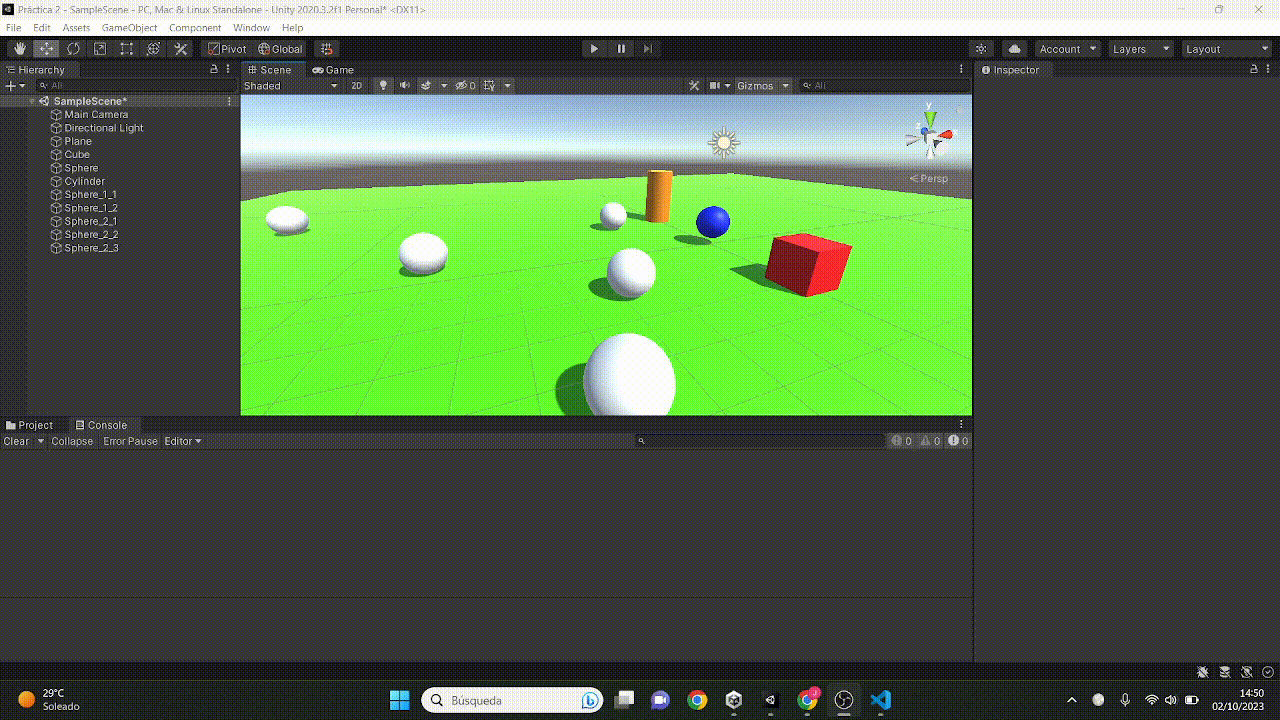 Práctica 2 - SampleScene - PC, Mac & Linux Standalone - Unity 2020.3.2f1 Personal* <DX11>
File Edit Assets GameObject Component Window Help
Pivot Global Account Layers Layout
Hierarchy Scene Game Inspector
All Shaded 2D 0 Gizmos All
SampleScene*
Main Camera
Directional Light
Plane
Cube
Sphere
Cylinder
Sphere_1_1
Sphere_1_2
Sphere_2_1
Sphere_2_2
Sphere_2_3
y
x
z
< Persp
Project Console
Clear Collapse Error Pause Editor 0 0 0
29°C
Soleado
Búsqueda
14:50
02/10/2023